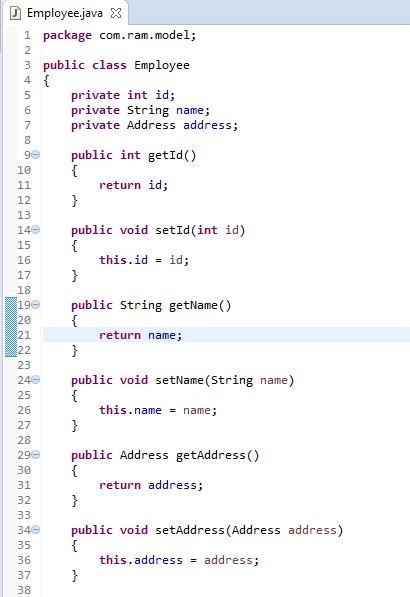 Employee.java
1 package com.ram.model;
2
3 public class Employee
4 {
5     private int id;
6     private String name;
7     private Address address;
8
9     public int getId()
10     {
11         return id;
12     }
13
14     public void setId(int id)
15     {
16         this.id = id;
17     }
18
19     public String getName()
20     {
21         return name;
22     }
23
24     public void setName(String name)
25     {
26         this.name = name;
27     }
28
29     public Address getAddress()
30     {
31         return address;
32     }
33
34     public void setAddress(Address address)
35     {
36         this.address = address;
37     }
38